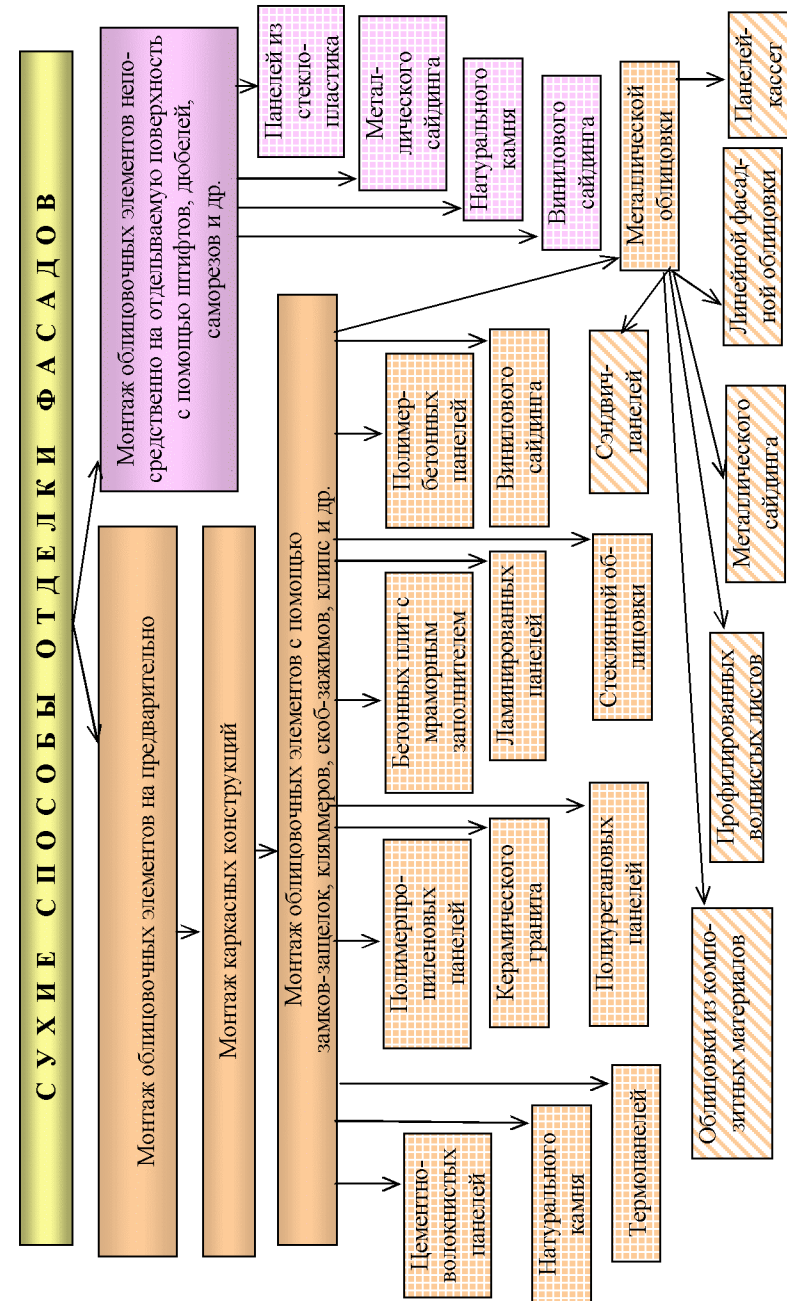 СУХИЕ СПОСОБЫ ОТДЕЛКИ ФАСАДОВ
Монтаж облицовочных элементов на предварительно
Монтаж облицовочных элементов непо-
средственно на отделываемую поверхность
с помощью штифтов, дюбелей,
саморезов и др.
Монтаж каркасных конструкций
Монтаж облицовочных элементов с помощью
замков-защелок, кляммеров, скоб-зажимов, клипс и др.
Панелей из
стекло-
пластика
Метал-
лического
сайдинга
Натурального
камня
Винилового
сайдинга
Цементно-
волокнистых
панелей
Натурального
камня
Термопанелей
Полимерпро-
пиленовых
панелей
Керамического
гранита
Полиуретановых
панелей
Бетонных плит с
мраморным
заполнителем
Ламинированных
панелей
Стеклянной об-
лицовки
Полимер-
бетонных
панелей
Винилового
сайдинга
Металлической
облицовки
Облицовки из компо-
зитных материалов
Профилированных
волнистых листов
Металлического
сайдинга
Сэндвич-
панелей
Линейной фасад-
ной облицовки
Панелей-
кассет